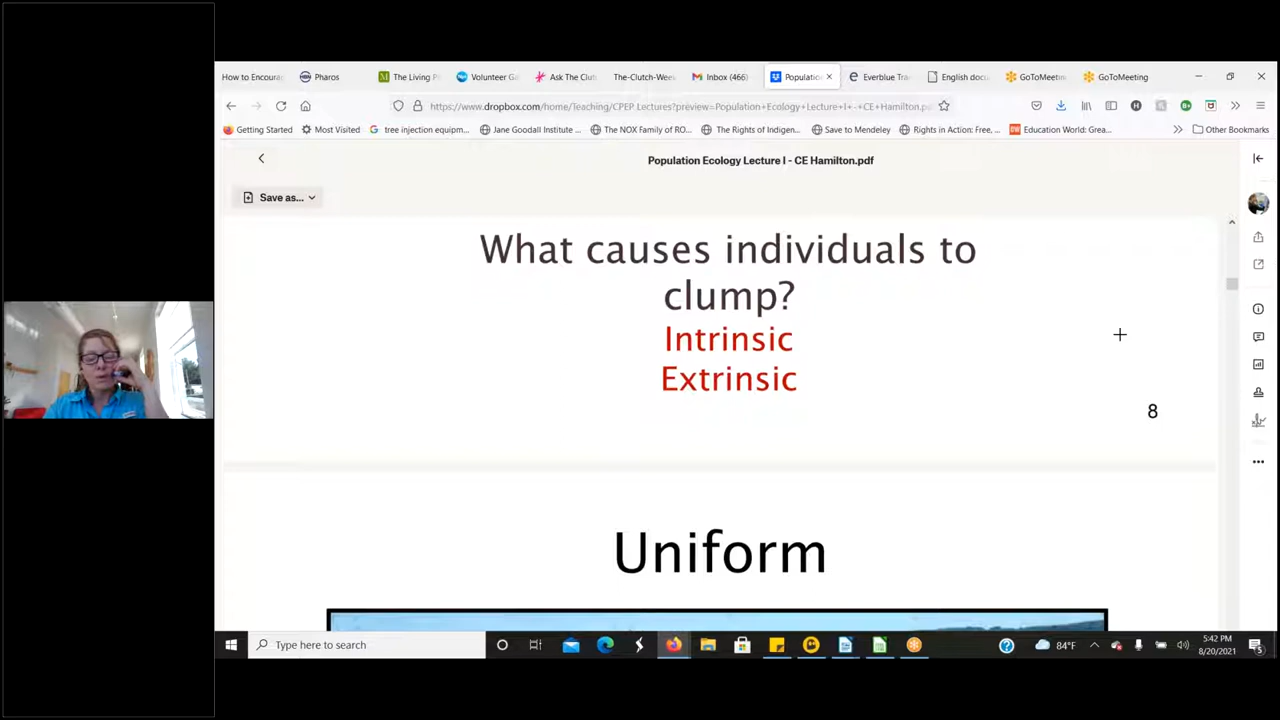 How to Encoura
Pharos
The Living P
Volunteer Ga
Ask The Clut
The-Clutch-Wee
Inbox (466)
Populatio
Everblue Tra
English docu
GoToMeetin
GoToMeeting
https://www.dropbox.com/home/Teaching/CPEP Lectures?preview=Population+Ecology+Lecture+I+-+CE+Hamilton.p
Getting Started
Most Visited
tree injection equipm...
Jane Goodall Institute ...
The NOX Family of RO...
The Rights of Indigen...
Save to Mendeley
Rights in Action: Free, ...
Education World: Grea...
Other Bookmarks
Population Ecology Lecture I - CE Hamilton.pdf
Save as...
What causes individuals to
clump?
Intrinsic
Extrinsic
8
Uniform
Type here to search
84°F
5:42 PM
8/20/2021